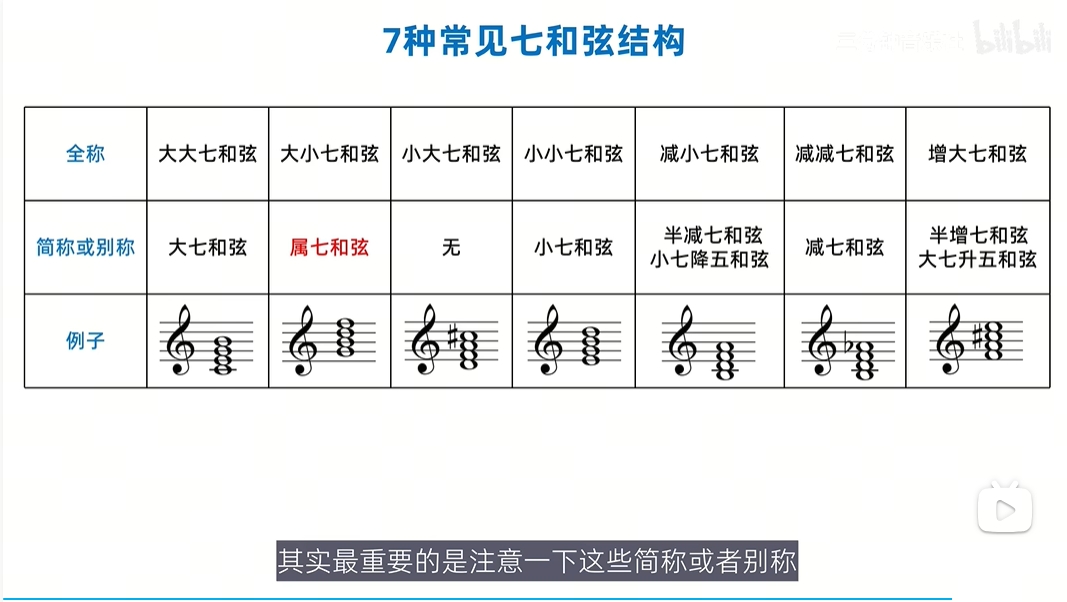 7种常见七和弦结构
bilibili
全称 大大七和弦 大小七和弦 小大七和弦 小小七和弦 减小七和弦 减减七和弦 增大七和弦
简称或别称 大七和弦 属七和弦 无 小七和弦 半减七和弦 减七和弦 半增七和弦
小七降五和弦 大七升五和弦
例子
其实最重要的是注意一下这些简称或者别称